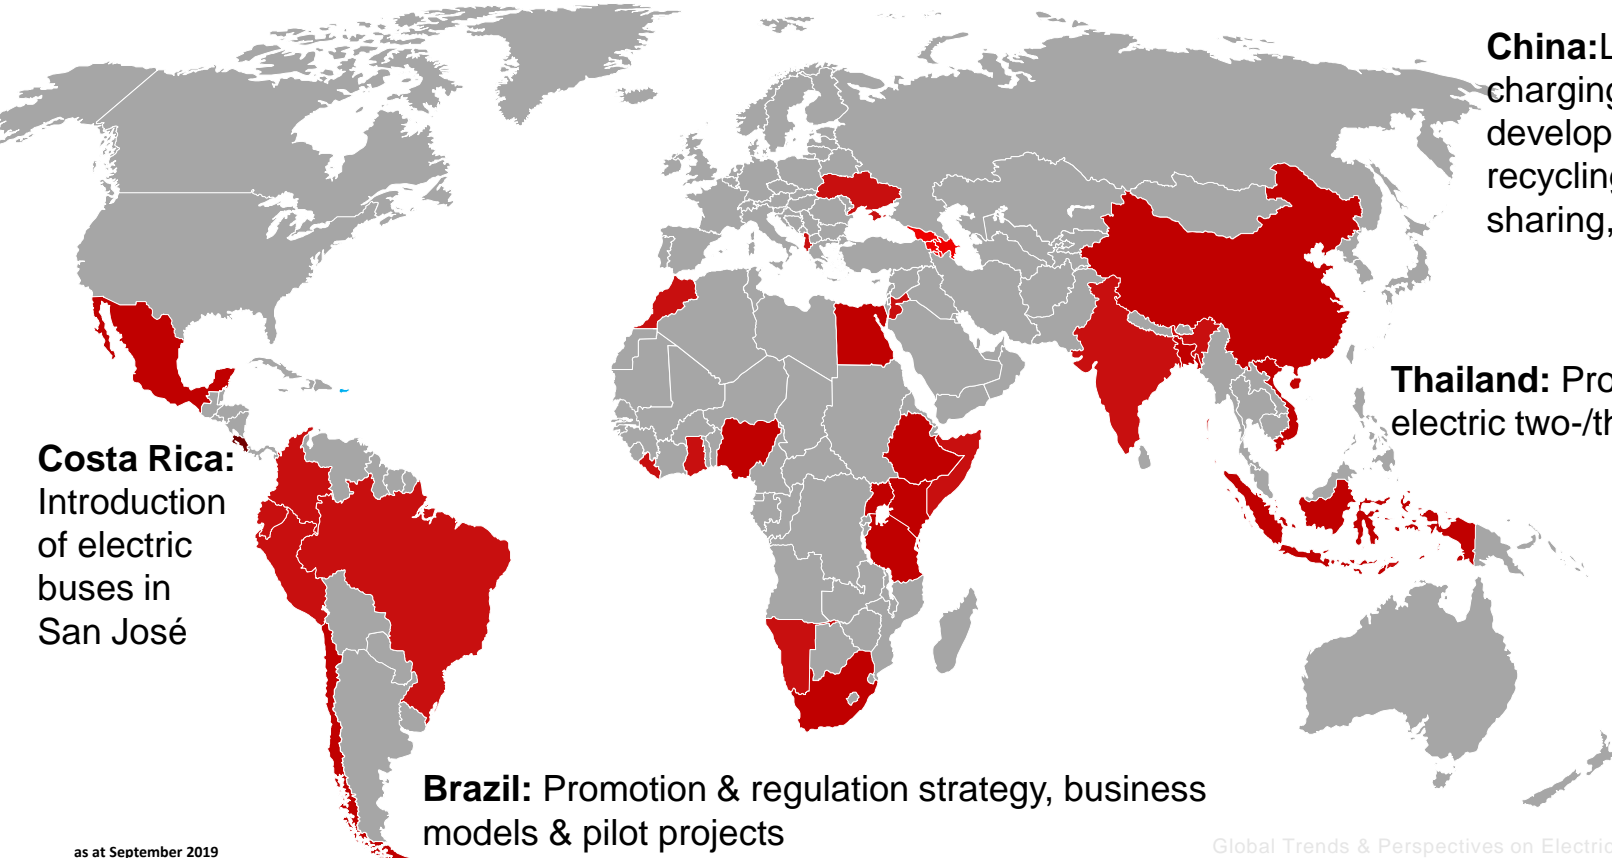 China:L
charging
develop
recycling
sharing,
Thailand: Pro
electric two-/th
Costa Rica:
Introduction
of electric
buses in
San José
Brazil: Promotion & regulation strategy, business
models & pilot projects
as at September 2019
Global Trends & Perspectives on Electric